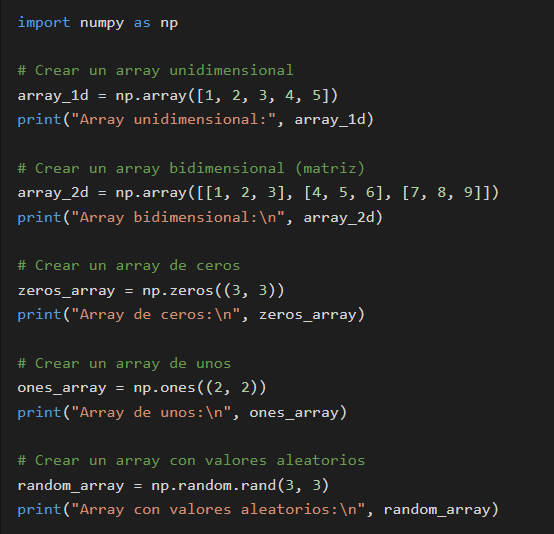 import numpy as np
# Crear un array unidimensional
array_1d = np.array([1, 2, 3, 4, 5])
print("Array unidimensional:", array_1d)
# Crear un array bidimensional (matriz)
array_2d = np.array([[1, 2, 3], [4, 5, 6], [7, 8, 9]])
print("Array bidimensional:\n", array_2d)
# Crear un array de ceros
zeros_array = np.zeros((3, 3))
print("Array de ceros:\n", zeros_array)
# Crear un array de unos
ones_array = np.ones((2, 2))
print("Array de unos:\n", ones_array)
# Crear un array con valores aleatorios
random_array = np.random.rand(3, 3)
print("Array con valores aleatorios:\n", random_array)